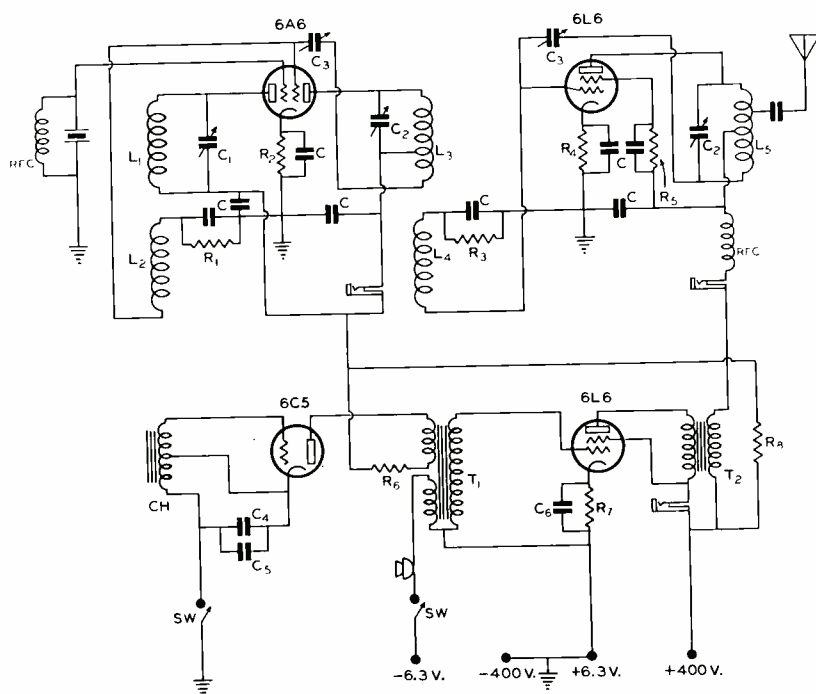 6A6
6L6
C3
C3
RFC
L1
C1
R2
C
C2
L3
R4
C
R5
C2
L5
C
C
C
L2
R1
L4
R3
RFC
6C5
6L6
CH
R6
T1
T2
R8
C4
C5
C6
R7
SW
SW
-6.3 V.
-400 V.
+6.3 V.
+400 V.